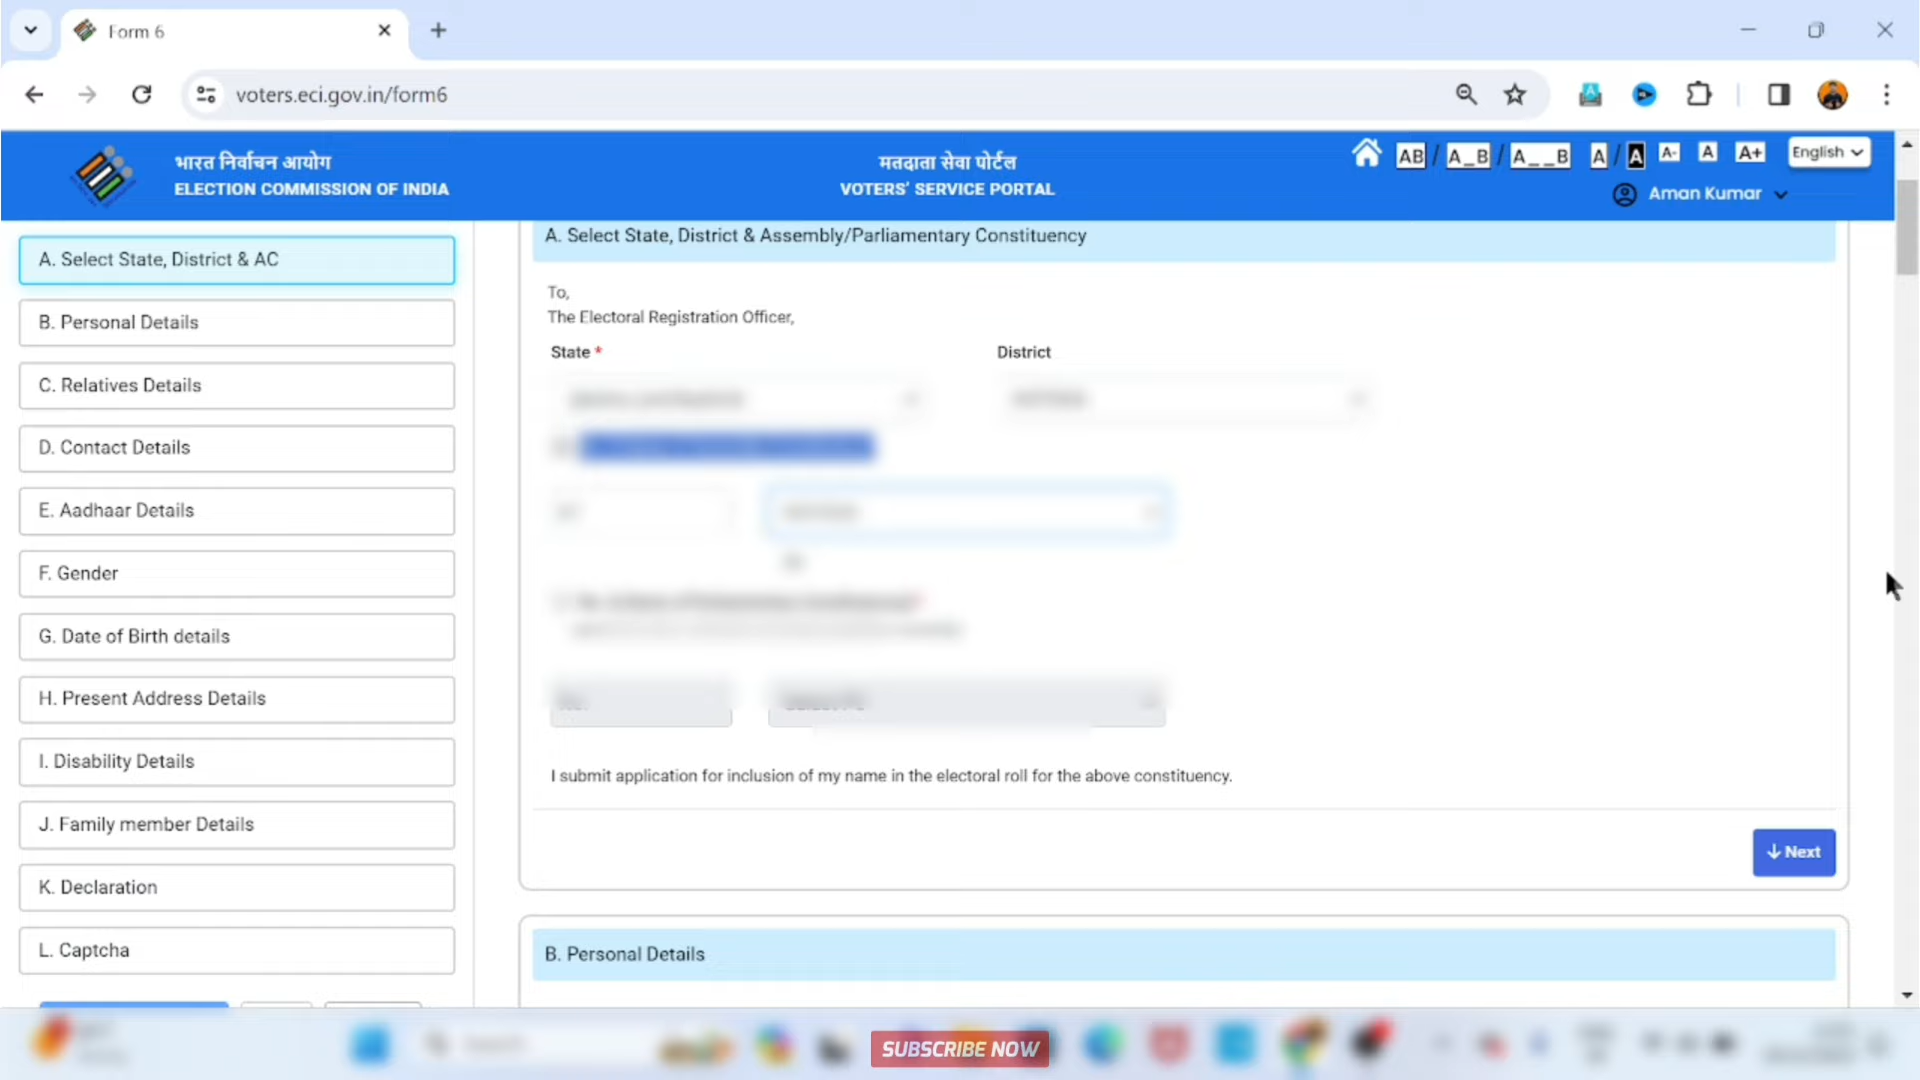 Form 6
voters.eci.gov.in/form6
भारत निर्वाचन आयोग
ELECTION COMMISSION OF INDIA
मतदाता सेवा पोर्टल
VOTERS' SERVICE PORTAL
AB / A_B / A__B A / A A- A A+ English
Aman Kumar
A. Select State, District & AC
B. Personal Details
C. Relatives Details
D. Contact Details
E. Aadhaar Details
F. Gender
G. Date of Birth details
H. Present Address Details
I. Disability Details
J. Family member Details
K. Declaration
L. Captcha
A. Select State, District & Assembly/Parliamentary Constituency
To,
The Electoral Registration Officer,
State * District
I submit application for inclusion of my name in the electoral roll for the above constituency.
Next
B. Personal Details
SUBSCRIBE NOW